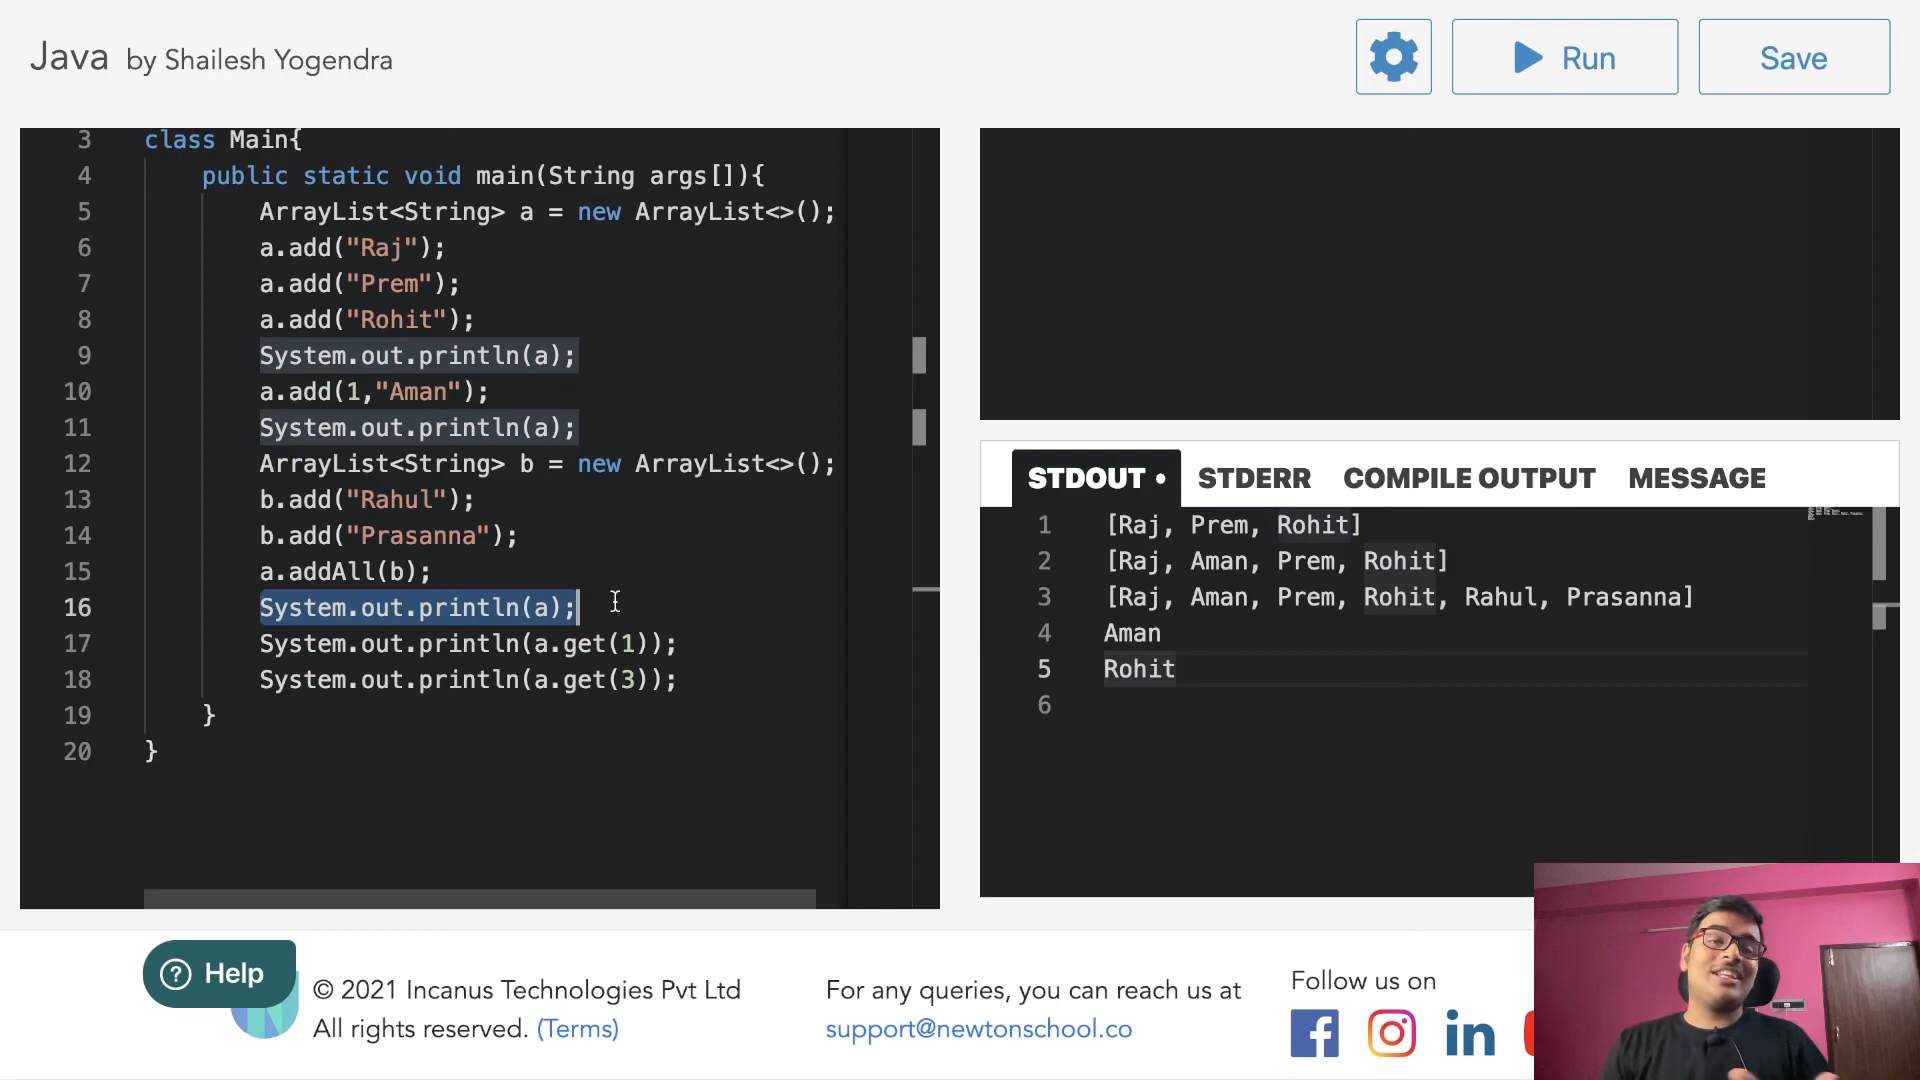 Java by Shailesh Yogendra
Run
Save
3 class Main{
4 public static void main(String args[]){
5 ArrayList<String> a = new ArrayList<>();
6 a.add("Raj");
7 a.add("Prem");
8 a.add("Rohit");
9 System.out.println(a);
10 a.add(1,"Aman");
11 System.out.println(a);
12 ArrayList<String> b = new ArrayList<>();
13 b.add("Rahul");
14 b.add("Prasanna");
15 a.addAll(b);
16 System.out.println(a);
17 System.out.println(a.get(1));
18 System.out.println(a.get(3));
19 }
20 }
STDOUT • STDERR COMPILE OUTPUT MESSAGE
1 [Raj, Prem, Rohit]
2 [Raj, Aman, Prem, Rohit]
3 [Raj, Aman, Prem, Rohit, Rahul, Prasanna]
4 Aman
5 Rohit
6
? Help
© 2021 Incanus Technologies Pvt Ltd
All rights reserved. (Terms)
For any queries, you can reach us at
support@newtonschool.co
Follow us on
f
in